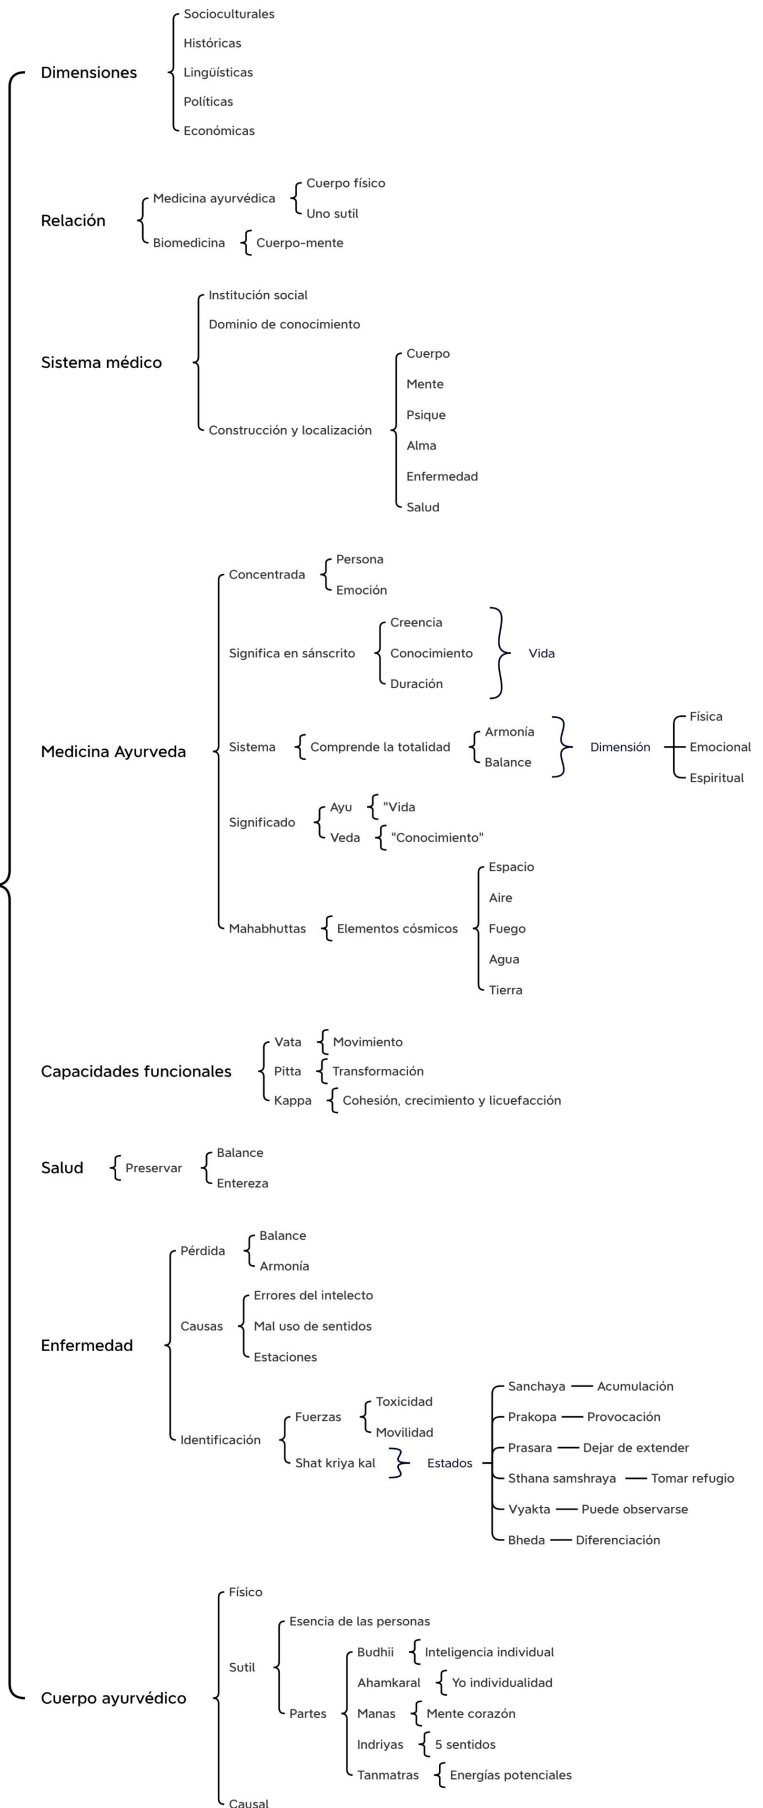 Dimensiones
Socioculturales
Históricas
Lingüísticas
Políticas
Económicas
Relación
Medicina ayurvédica
Cuerpo físico
Uno sutil
Biomedicina
Cuerpo-mente
Sistema médico
Institución social
Dominio de conocimiento
Construcción y localización
Cuerpo
Mente
Psique
Alma
Enfermedad
Salud
Medicina Ayurveda
Concentrada
Persona
Emoción
Significa en sánscrito
Creencia
Conocimiento
Duración
Vida
Sistema
Comprende la totalidad
Armonía
Balance
Dimensión
Física
Emocional
Espiritual
Significado
Ayu
"Vida
Veda
"Conocimiento"
Mahabhuttas
Elementos cósmicos
Espacio
Aire
Fuego
Agua
Tierra
Capacidades funcionales
Vata
Movimiento
Pitta
Transformación
Kappa
Cohesión, crecimiento y licuefacción
Salud
Preservar
Balance
Entereza
Enfermedad
Pérdida
Balance
Armonía
Causas
Errores del intelecto
Mal uso de sentidos
Estaciones
Identificación
Fuerzas
Toxicidad
Movilidad
Shat kriya kal
Estados
Sanchaya
Acumulación
Prakopa
Provocación
Prasara
Dejar de extender
Sthana samshraya
Tomar refugio
Vyakta
Puede observarse
Bheda
Diferenciación
Cuerpo ayurvédico
Físico
Sutil
Esencia de las personas
Partes
Budhii
Inteligencia individual
Ahamkaral
Yo individualidad
Manas
Mente corazón
Indriyas
5 sentidos
Tanmatras
Energías potenciales
Causal